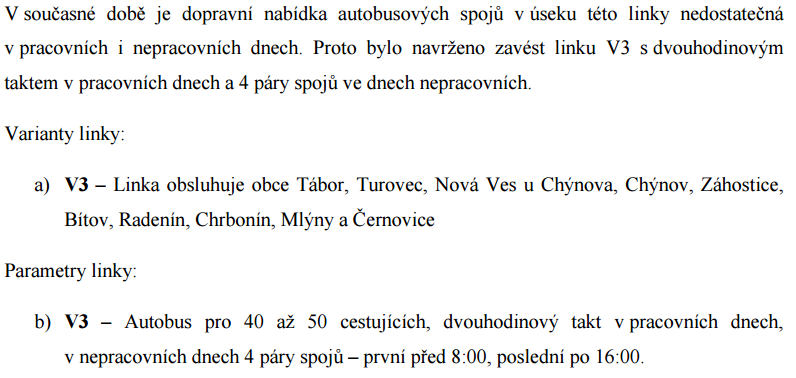 V současné době je dopravní nabídka autobusových spojů v úseku této linky nedostatečná
v pracovních i nepracovních dnech. Proto bylo navrženo zavést linku V3 s dvouhodinovým
taktem v pracovních dnech a 4 páry spojů ve dnech nepracovních.
Varianty linky:
a) V3 – Linka obsluhuje obce Tábor, Turovec, Nová Ves u Chýnova, Chýnov, Záhostice,
Bítov, Radenín, Chrbonín, Mlýny a Černovice
Parametry linky:
b) V3 – Autobus pro 40 až 50 cestujících, dvouhodinový takt v pracovních dnech,
v nepracovních dnech 4 páry spojů – první před 8:00, poslední po 16:00.